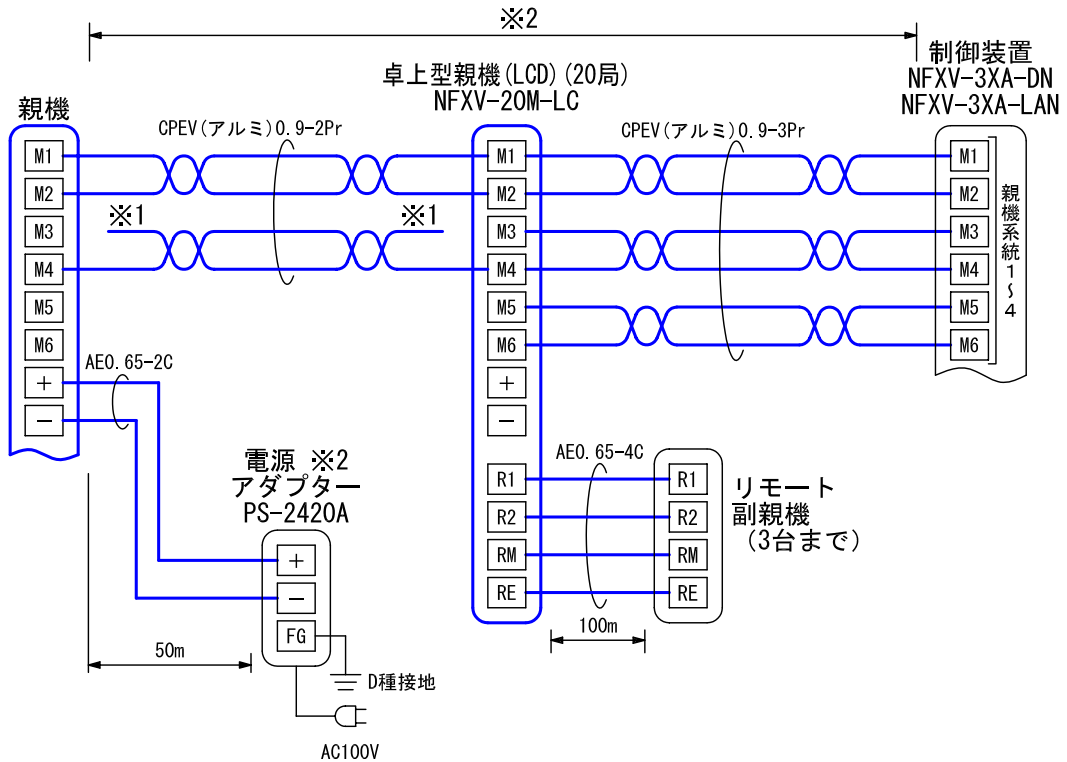 ※2
制御装置
NFXV-3XA-DN
NFXV-3XA-LAN
卓上型親機(LCD)(20局)
NFXV-20M-LC
親機
CPEV(アルミ)0.9-2Pr
CPEV(アルミ)0.9-3Pr
M1
M2
M3
M4
M5
M6
+
-
※1
※1
M1
M2
M3
M4
M5
M6
+
-
R1
R2
RM
RE
M1
M2
M3
M4
M5
M6
親機系統1~4
AE0.65-2C
電源 ※2
アダプター
PS-2420A
+
-
FG
AE0.65-4C
R1
R2
RM
RE
リモート
副親機
(3台まで)
100m
50m
D種接地
AC100V